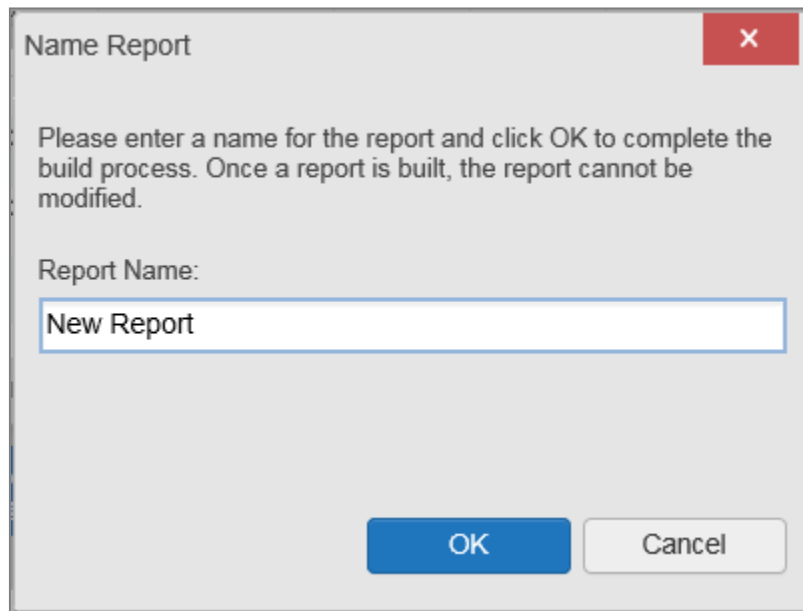 Name Report
Please enter a name for the report and click OK to complete the
build process. Once a report is built, the report cannot be
modified.
Report Name:
New Report
OK
Cancel